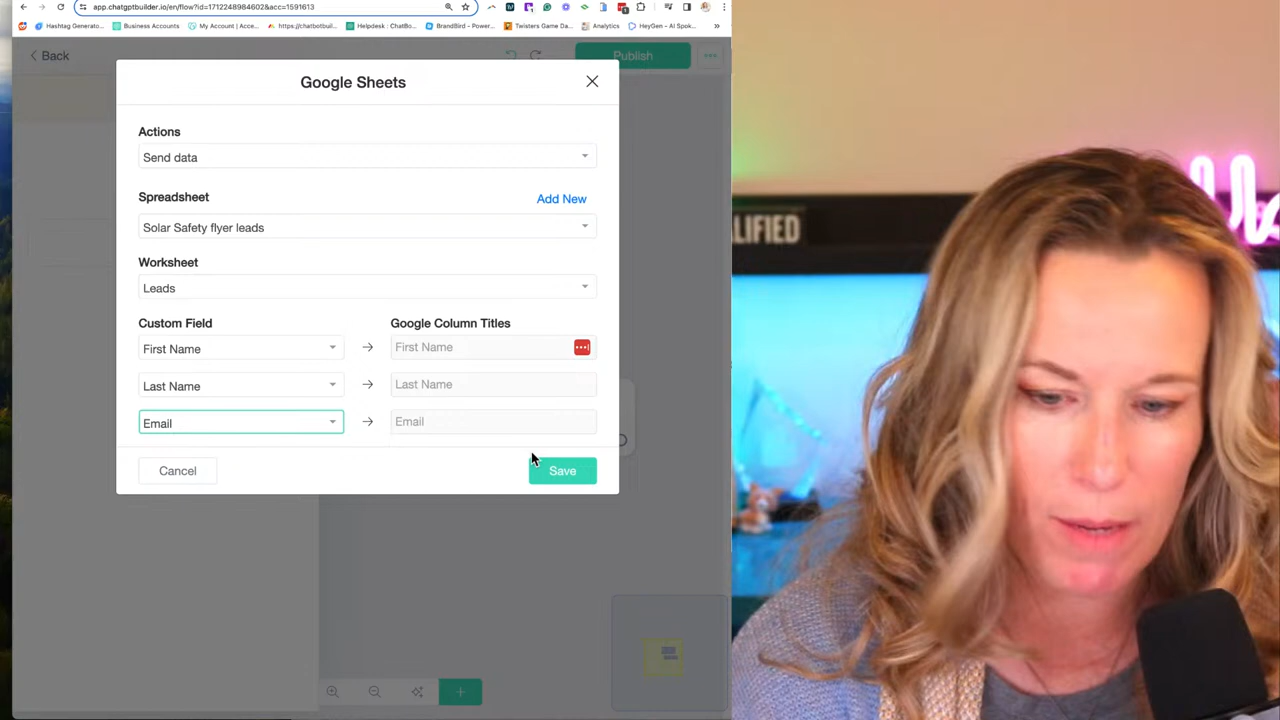 app.chatgptbuilder.io/en/flow?id=1712248984602&acc=1591613
Hashtag Generato...
Business Accounts
My Account | Acce...
https://chatbotbuil...
Helpdesk : ChatBo...
BrandBird – Power...
Twisters Game Da...
Analytics
HeyGen - AI Spok...
»
Back
Publish
Google Sheets
Actions
Send data
Spreadsheet
Add New
Solar Safety flyer leads
Worksheet
Leads
Custom Field
Google Column Titles
First Name
First Name
Last Name
Last Name
Email
Email
Cancel
Save
ALIFIED